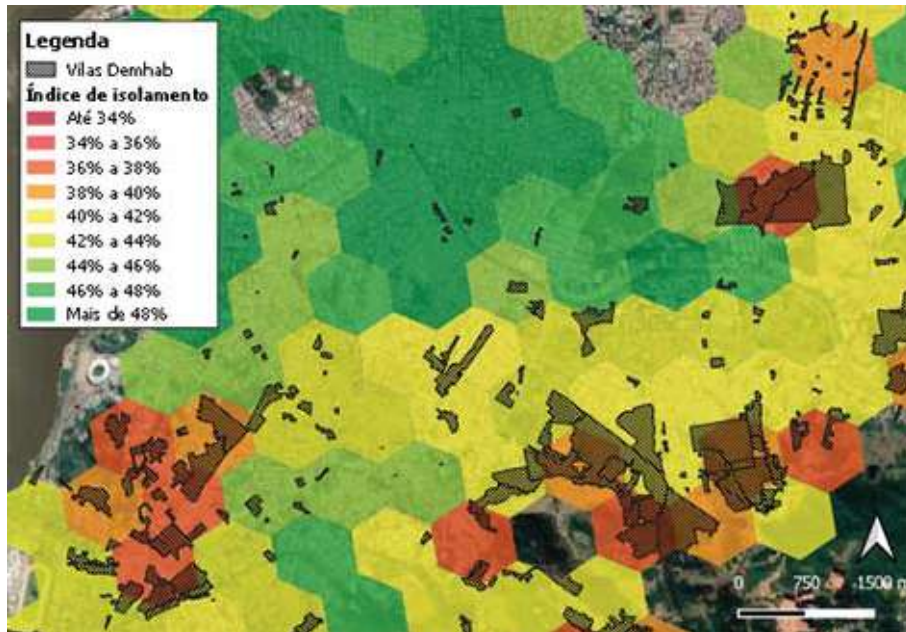 Legenda
Vilas Demhab
Índice de isolamento
Até 34%
34% a 36%
36% a 38%
38% a 40%
40% a 42%
42% a 44%
44% a 46%
46% a 48%
Mais de 48%
0 750 1500 m